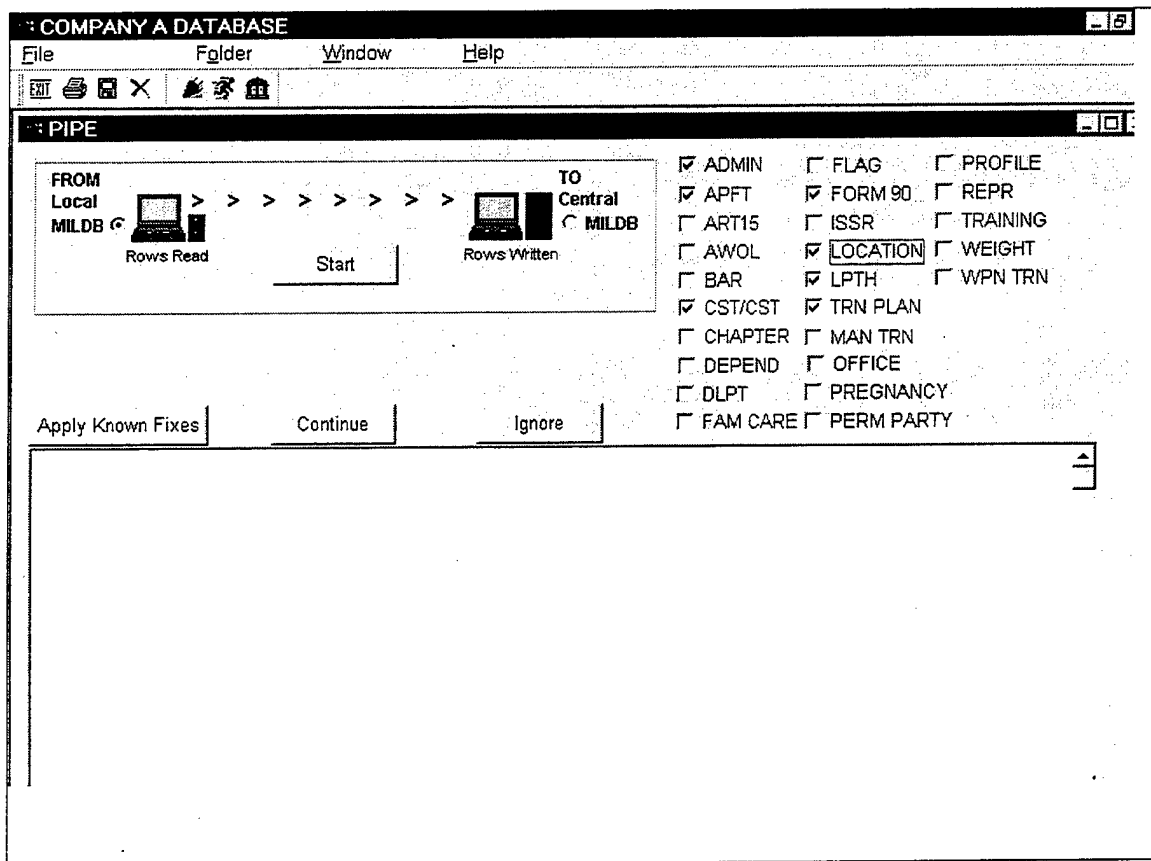 COMPANY A DATABASE
File Folder Window Help
EXIT
PIPE
FROM
Local
MILDB
> > > > > > > >
TO
Central
MILDB
Rows Read
Start
Rows Written
ADMIN FLAG PROFILE
APFT FORM 90 REPR
ART15 ISSR TRAINING
AWOL LOCATION WEIGHT
BAR LPTH WPN TRN
CST/CST TRN PLAN
CHAPTER MAN TRN
DEPEND OFFICE
DLPT PREGNANCY
FAM CARE PERM PARTY
Apply Known Fixes Continue Ignore